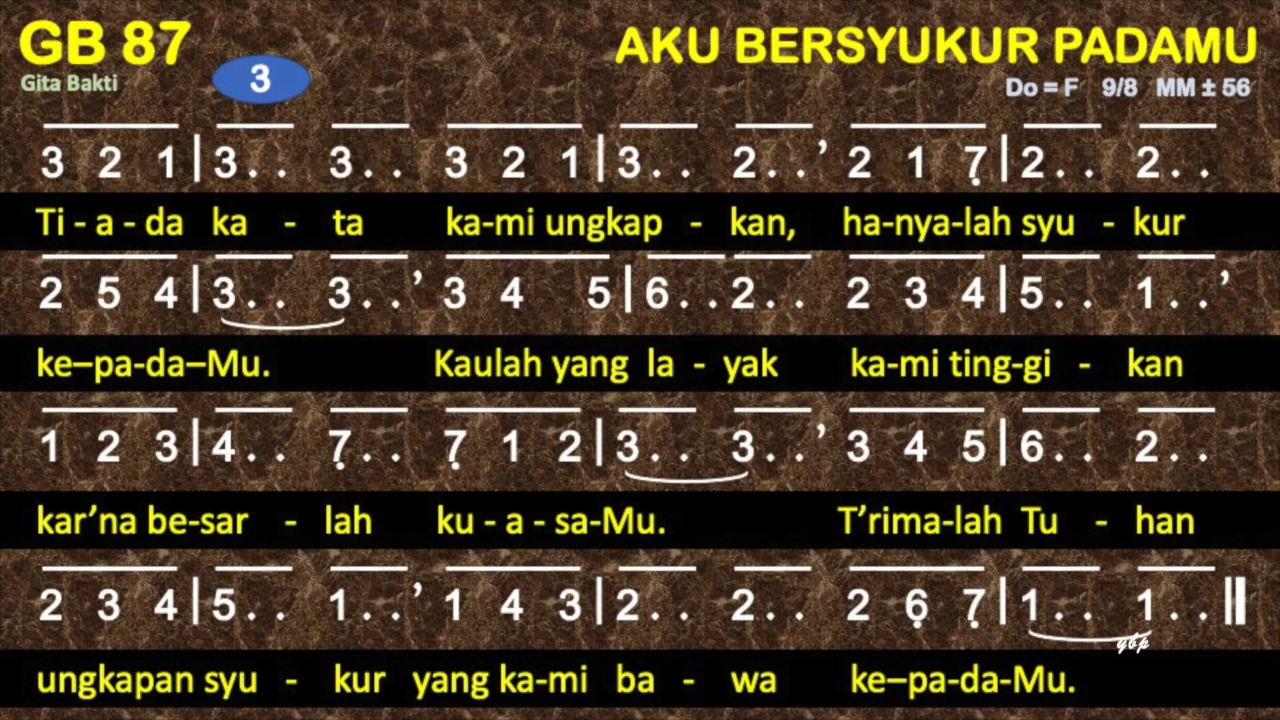 GB 87
AKU BERSYUKUR PADAMU
Gita Bakti
3
Do = F 9/8 MM ± 56
3 2 1 | 3 . . 3 . . 3 2 1 | 3 . . 2 . . ’ 2 1 7̣ | 2 . . 2 . .
Ti - a - da ka - ta ka-mi ungkap - kan, ha-nya-lah syu - kur
2 5 4 | 3 . . 3 . . ’ 3 4 5 | 6 . . 2 . . 2 3 4 | 5 . . 1 . . ’
ke–pa-da–Mu. Kaulah yang la - yak ka-mi ting-gi - kan
1 2 3 | 4 . . 7̣ . . 7̣ 1 2 | 3 . . 3 . . ’ 3 4 5 | 6 . . 2 . .
kar’na be-sar - lah ku - a - sa-Mu. T’rima-lah Tu - han
2 3 4 | 5 . . 1 . . ’ 1 4 3 | 2 . . 2 . . 2 6̣ 7̣ | 1 . . 1 . . ||
ybp
ungkapan syu - kur yang ka-mi ba - wa ke–pa-da-Mu.